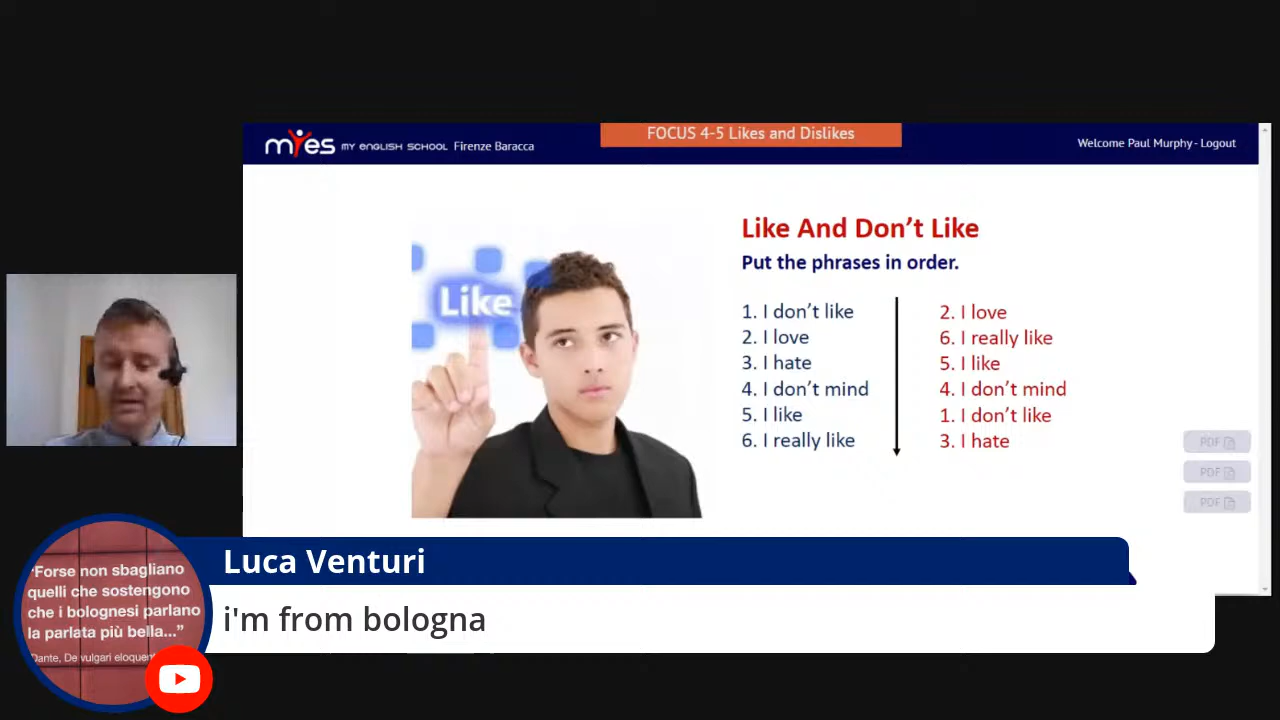 FOCUS 4-5 Likes and Dislikes
myes MY ENGLISH SCHOOL Firenze Baracca
Welcome Paul Murphy - Logout
Like And Don't Like
Put the phrases in order.
1. I don't like
2. I love
3. I hate
4. I don't mind
5. I like
6. I really like
2. I love
6. I really like
5. I like
4. I don't mind
1. I don't like
3. I hate
Like
PDF
PDF
PDF
Luca Venturi
i'm from bologna
"Forse non sbagliano
quelli che sostengono
che i bolognesi parlano
la parlata più bella..."
Dante, De vulgari